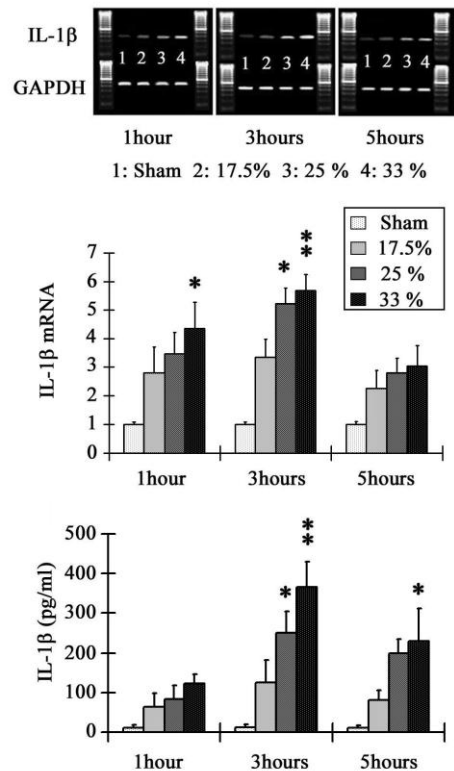 IL-1β
1 2 3 4 1 2 3 4 1 2 3 4
GAPDH
1hour 3hours 5hours
1: Sham 2: 17.5% 3: 25 % 4: 33 %
Sham
17.5%
25 %
33 %
IL-1β mRNA
7
6
5
4
3
2
1
0
* * **
1hour 3hours 5hours
IL-1β (pg/ml)
500
400
300
200
100
0
* ** *
1hour 3hours 5hours